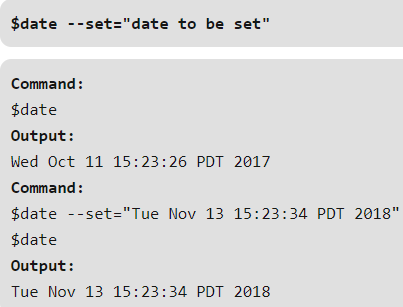 $date --set="date to be set"
Command:
$date
Output:
Wed Oct 11 15:23:26 PDT 2017
Command:
$date --set="Tue Nov 13 15:23:34 PDT 2018"
$date
Output:
Tue Nov 13 15:23:34 PDT 2018